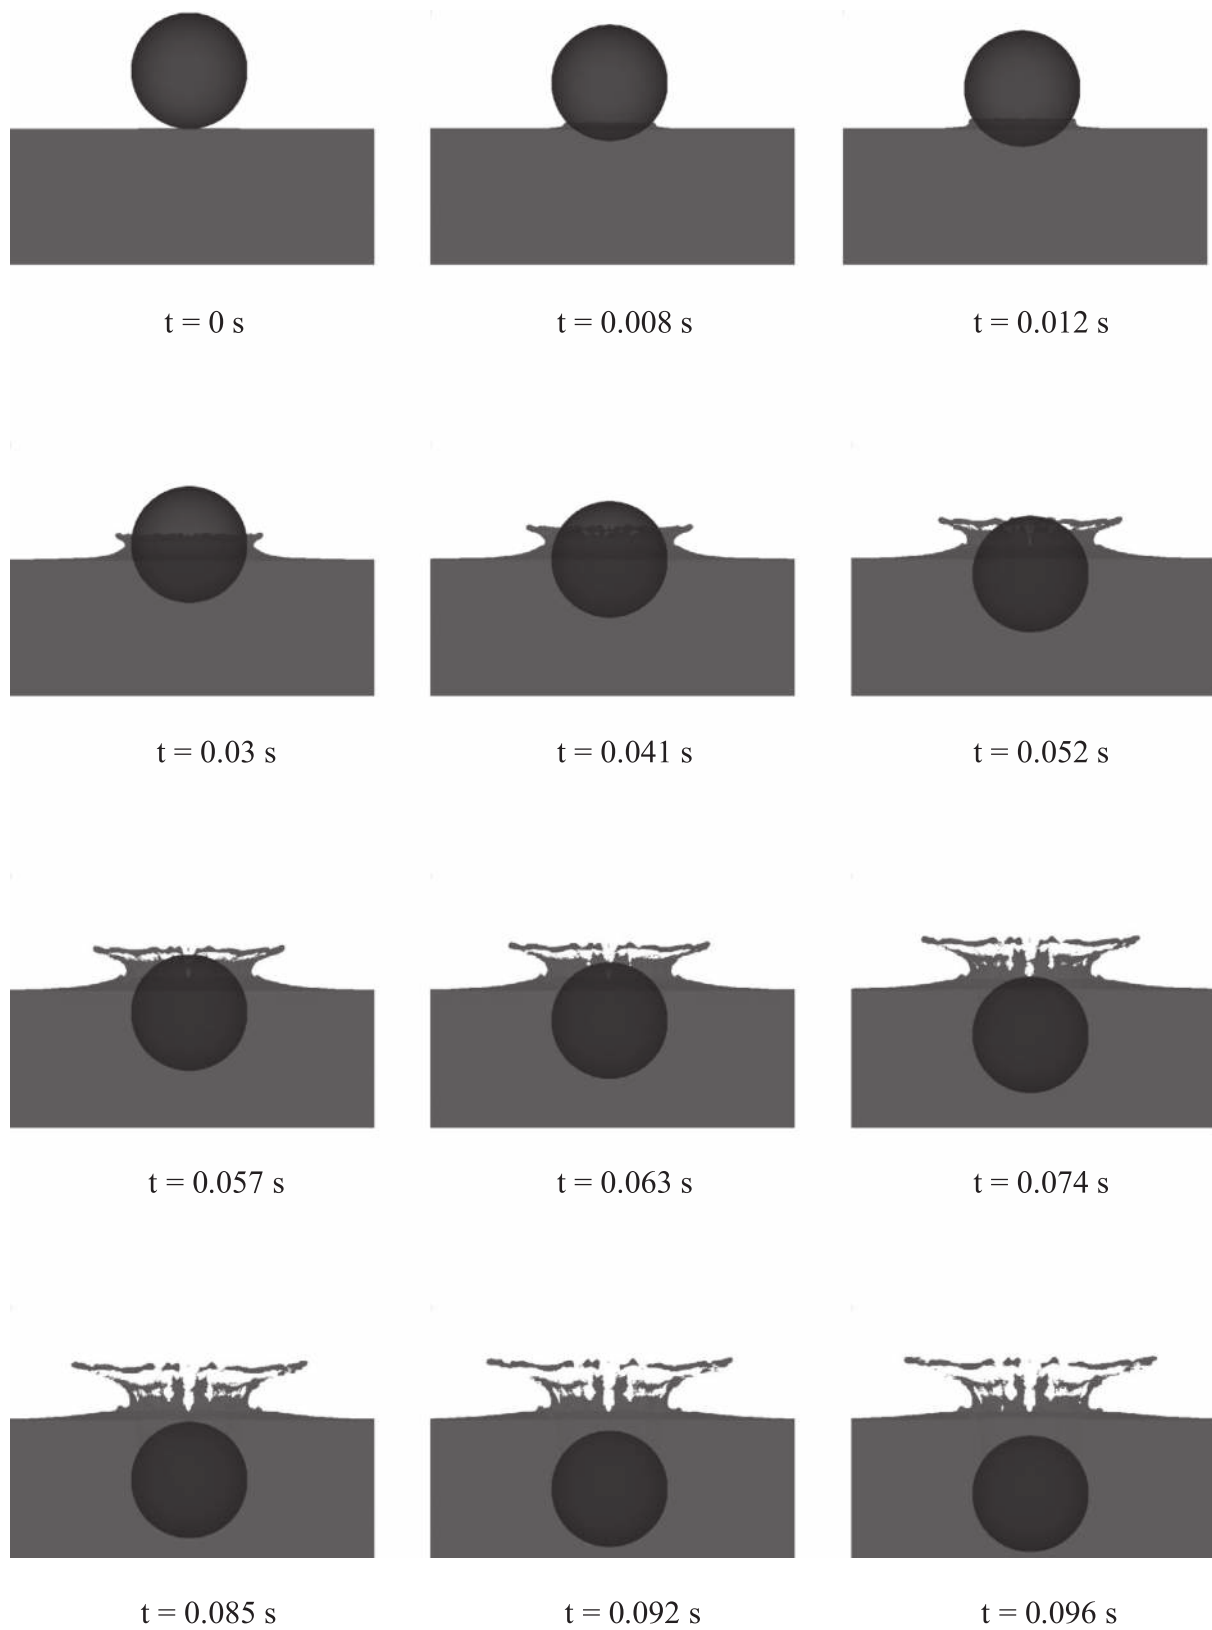 t = 0 s
t = 0.008 s
t = 0.012 s
t = 0.03 s
t = 0.041 s
t = 0.052 s
t = 0.057 s
t = 0.063 s
t = 0.074 s
t = 0.085 s
t = 0.092 s
t = 0.096 s